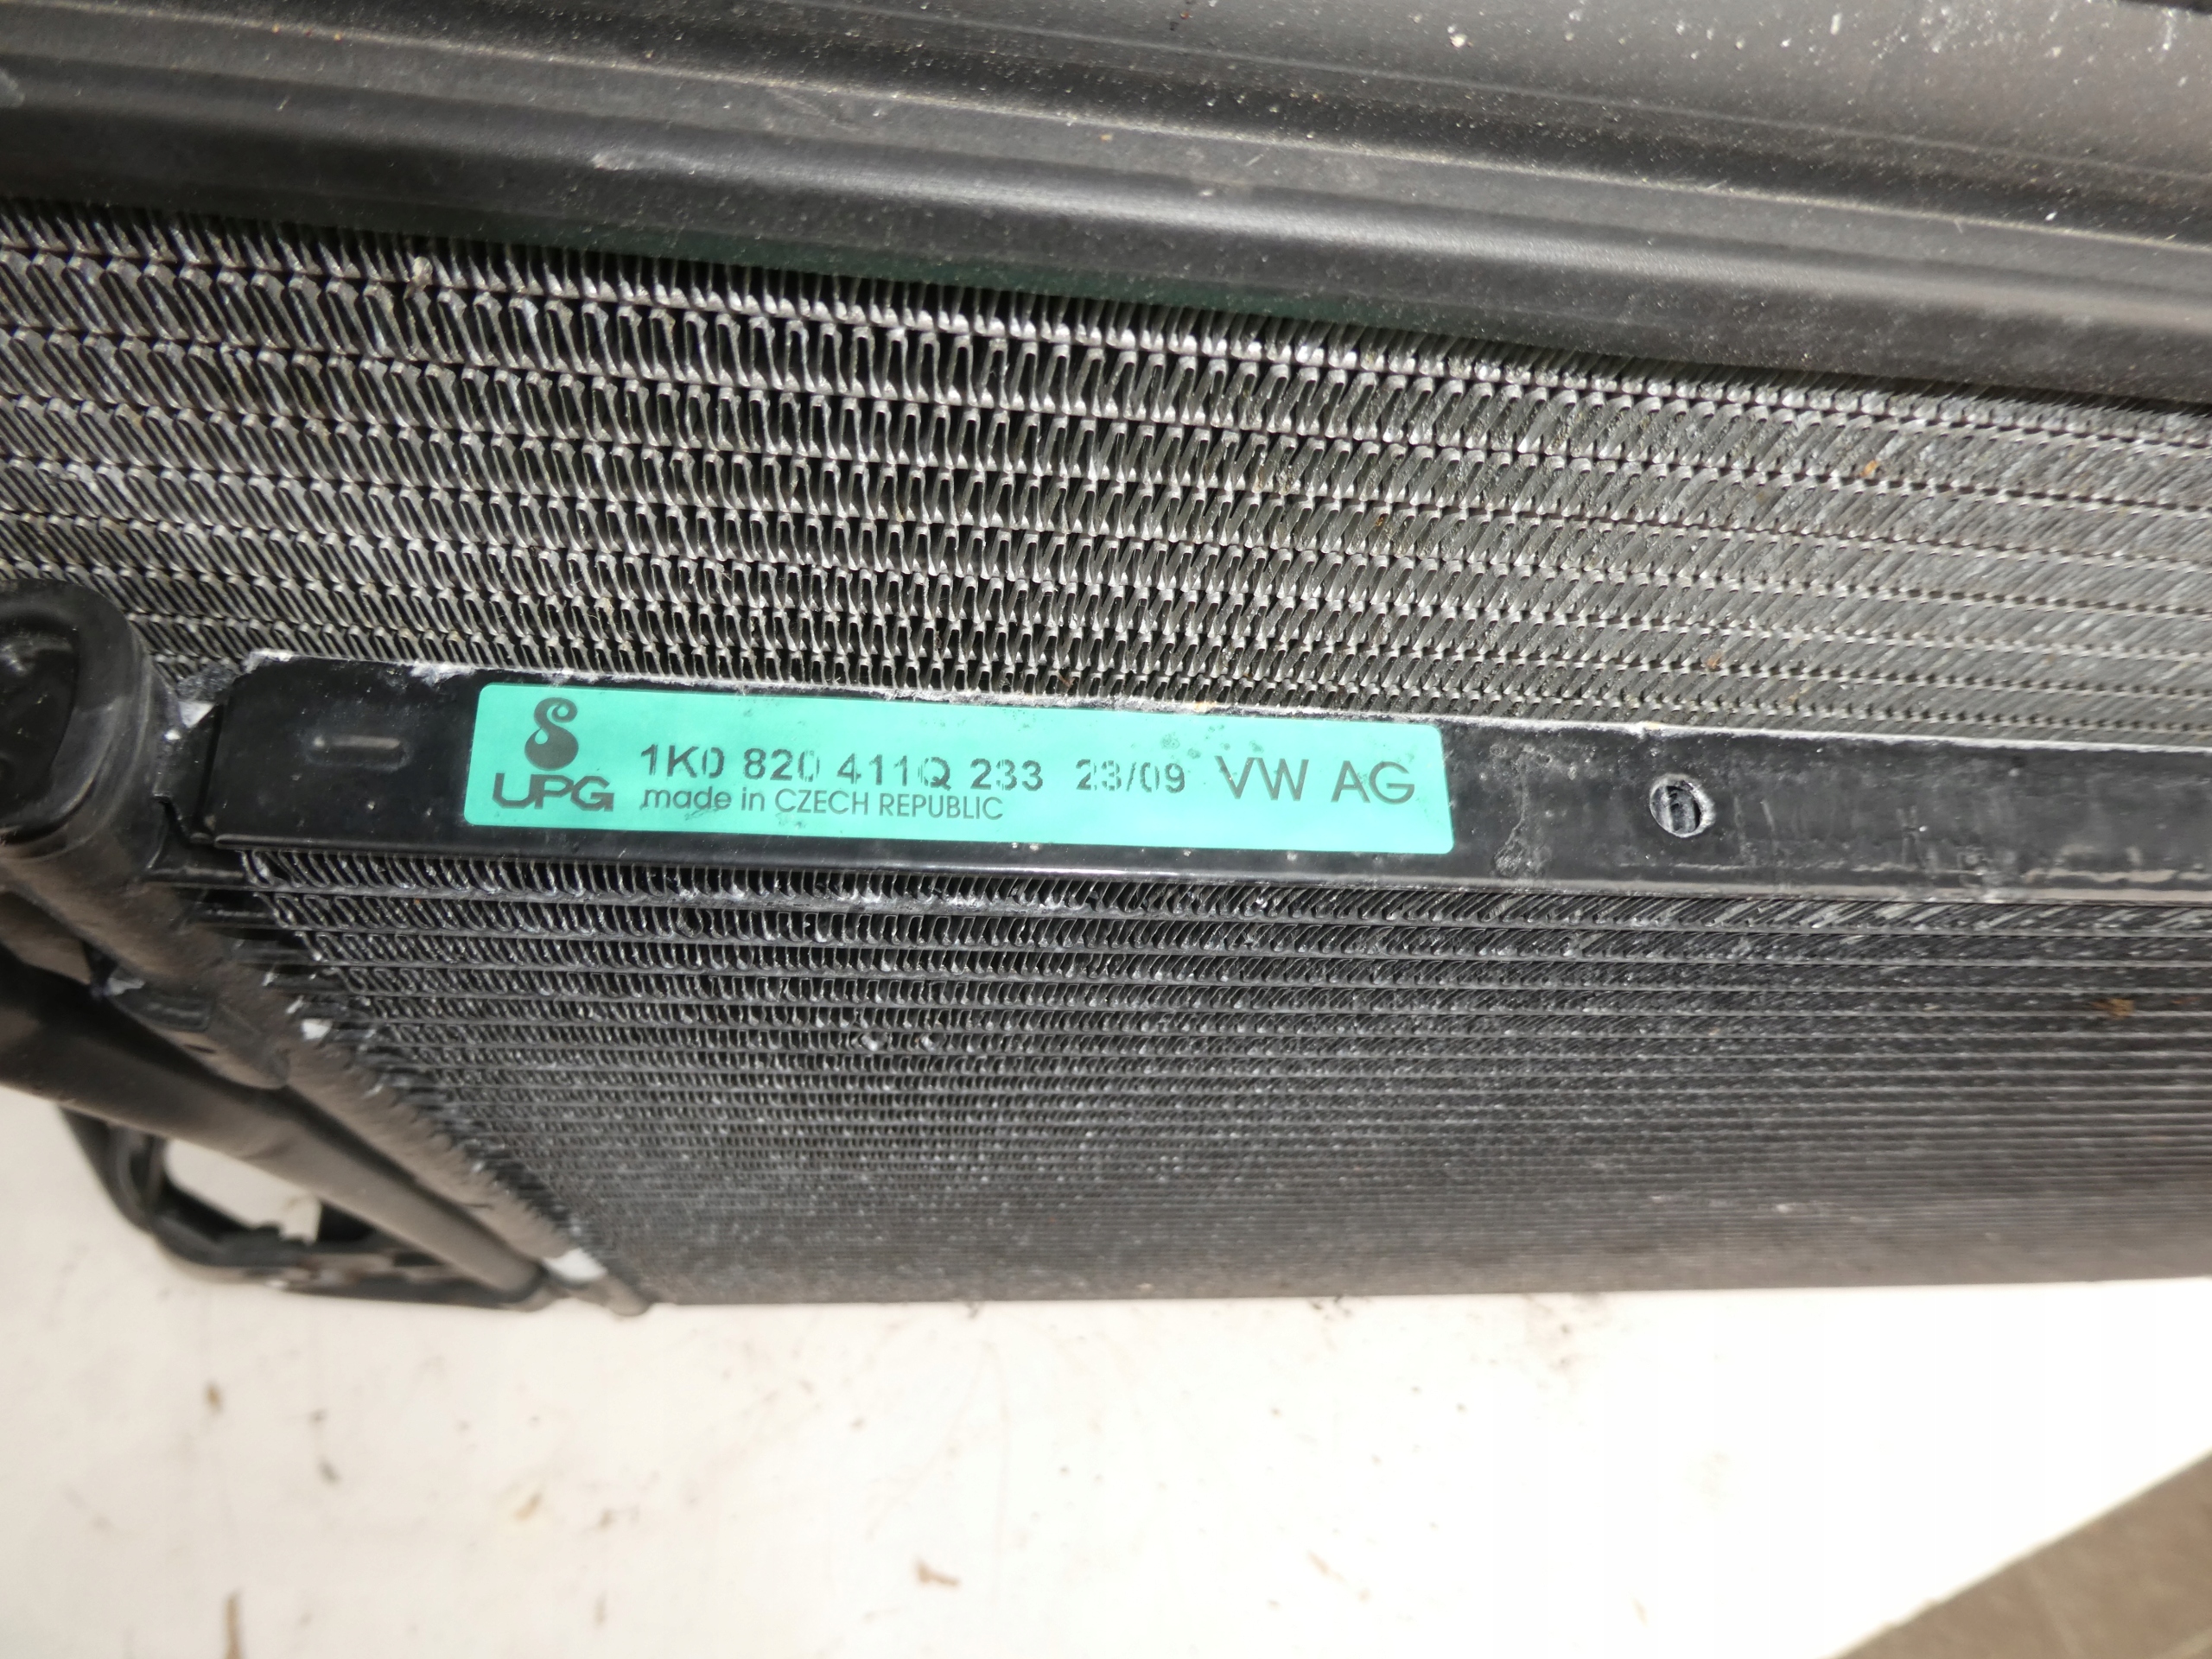 UPG
1K0 820 411Q 233 23/09 VW AG
made in CZECH REPUBLIC